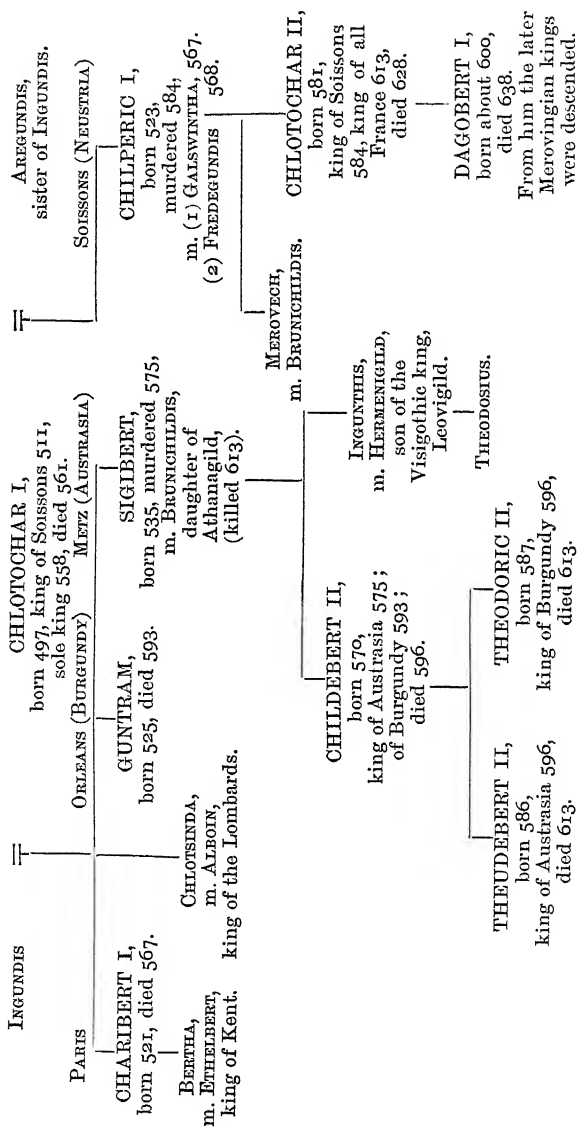 INGUNDIS
CHLOTOCHAR I,
born 497, king of Soissons 511,
sole king 558, died 561.
AREGUNDIS,
sister of INGUNDIS.
PARIS
ORLEANS (BURGUNDY)
METZ (AUSTRASIA)
SOISSONS (NEUSTRIA)
CHARIBERT I,
born 521, died 567.
GUNTRAM,
born 525, died 593.
SIGIBERT,
born 535, murdered 575,
m. BRUNICHILDIS,
daughter of
Athanagild,
(killed 613).
CHILPERIC I,
born 523,
murdered 584,
m. (1) GALSWINTHA, 567.
(2) FREDEGUNDIS 568.
BERTHA,
m. ETHELBERT,
king of Kent.
CHLOTSINDA,
m. ALBOIN,
king of the Lombards.
MEROVECH,
m. BRUNICHILDIS.
CHLOTOCHAR II,
born 581,
king of Soissons
584, king of all
France 613,
died 628.
CHILDEBERT II,
born 570,
king of Austrasia 575;
of Burgundy 593;
died 596.
INGUNTHIS,
m. HERMENIGILD,
son of the
Visigothic king,
Leovigild.
DAGOBERT I,
born about 600,
died 638.
From him the later
Merovingian kings
were descended.
THEUDEBERT II,
born 586,
king of Austrasia 596,
died 613.
THEODORIC II,
born 587,
king of Burgundy 596,
died 613.
THEODOSIUS.